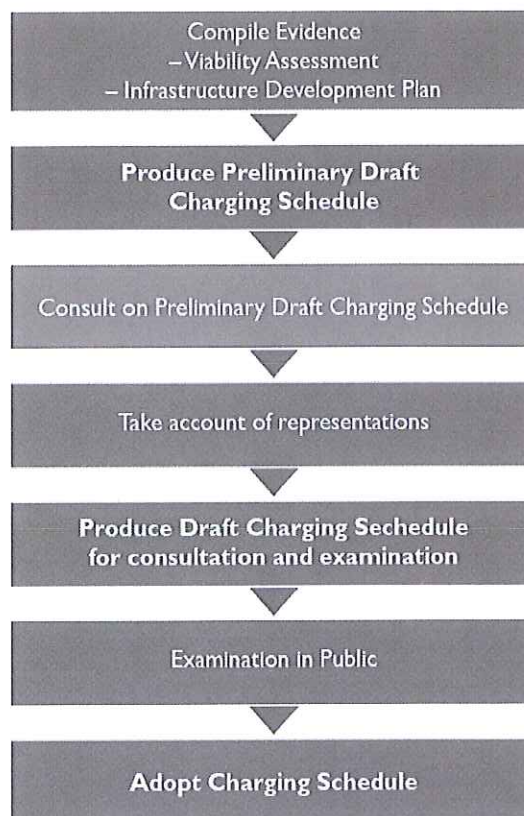 Compile Evidence
– Viability Assessment
– Infrastructure Development Plan
Produce Preliminary Draft
Charging Schedule
Consult on Preliminary Draft Charging Schedule
Take account of representations
Produce Draft Charging Sechedule
for consultation and examination
Examination in Public
Adopt Charging Schedule